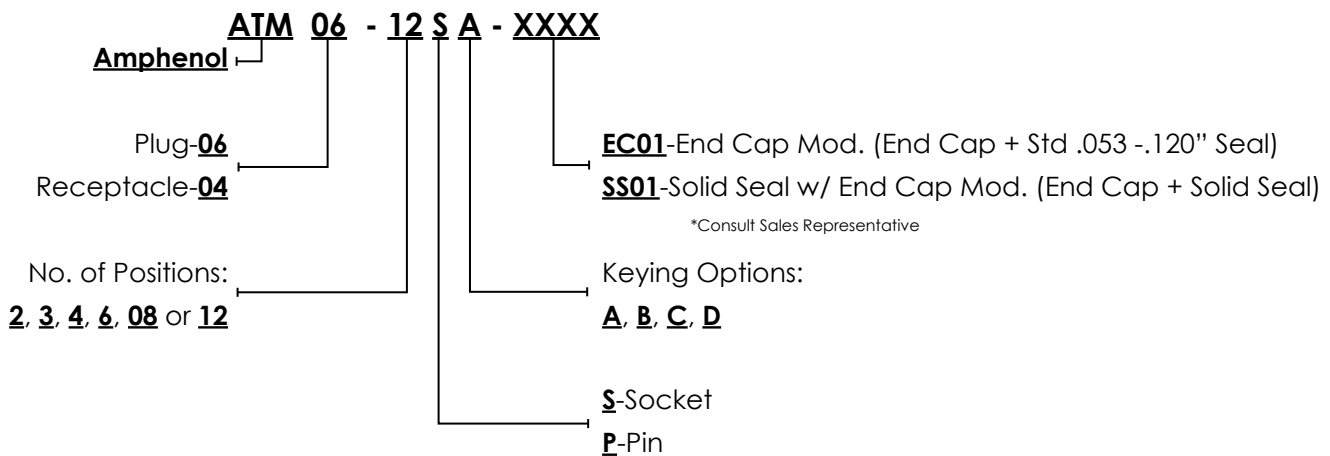 ATM 06 - 12 S A - XXXX
Amphenol
Plug-06
Receptacle-04
EC01-End Cap Mod. (End Cap + Std .053 -.120” Seal)
SS01-Solid Seal w/ End Cap Mod. (End Cap + Solid Seal)
*Consult Sales Representative
No. of Positions:
2, 3, 4, 6, 08 or 12
Keying Options:
A, B, C, D
S-Socket
P-Pin